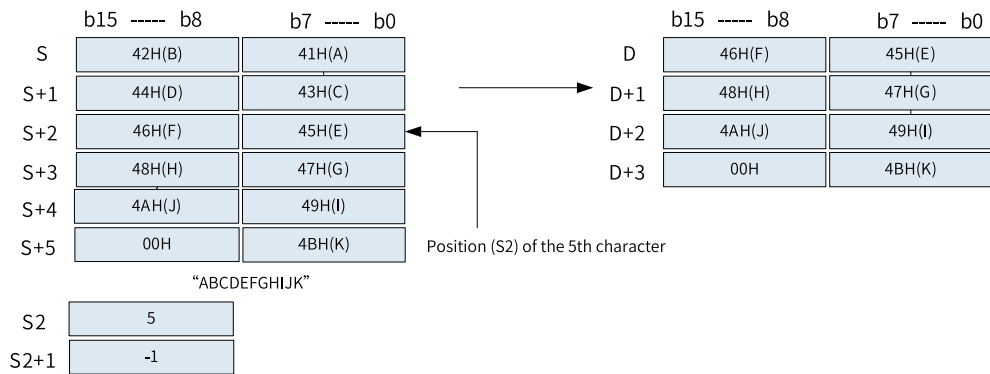 b15 ----- b8 b7 ----- b0 b15 ----- b8 b7 ----- b0
S 42H(B) 41H(A) D 46H(F) 45H(E)
S+1 44H(D) 43H(C) D+1 48H(H) 47H(G)
S+2 46H(F) 45H(E) D+2 4AH(J) 49H(I)
S+3 48H(H) 47H(G) D+3 00H 4BH(K)
S+4 4AH(J) 49H(I)
S+5 00H 4BH(K) Position (S2) of the 5th character
“ABCDEFGHIJK”
S2 5
S2+1 -1